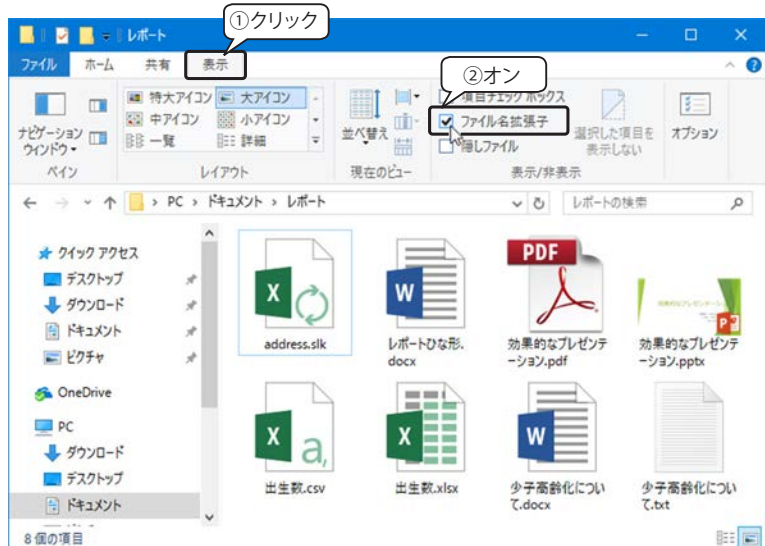 ①クリック
レポート
ファイル ホーム 共有 表示
②オン
特大アイコン 大アイコン
中アイコン 小アイコン
一覧 詳細
ナビゲーション
ウィンドウ
並べ替え
項目チェック ボックス
ファイル名拡張子
隠しファイル
選択した項目を
表示しない
オプション
ペイン レイアウト 現在のビュー 表示/非表示
PC › ドキュメント › レポート
レポートの検索
クイック アクセス
デスクトップ
ダウンロード
ドキュメント
ピクチャ
OneDrive
PC
ダウンロード
デスクトップ
ドキュメント
address.slk
レポートひな形.
docx
PDF
効果的なプレゼンテ
ーション.pdf
効果的なプレゼンテ
ーション.pptx
出生数.csv
出生数.xlsx
少子高齢化につい
て.docx
少子高齢化につい
て.txt
8 個の項目